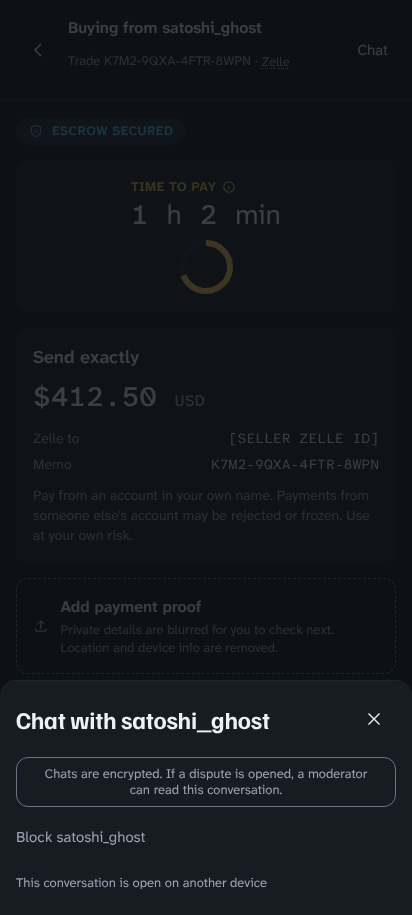 Buying from satoshi_ghost
Trade K7M2-9QXA-4FTR-8WPN · Zelle
Chat
ESCROW SECURED
TIME TO PAY
1 h 2 min
Send exactly
$412.50 USD
Zelle to [SELLER ZELLE ID]
Memo K7M2-9QXA-4FTR-8WPN
Pay from an account in your own name. Payments from
someone else's account may be rejected or frozen. Use
at your own risk.
Add payment proof
Private details are blurred for you to check next.
Location and device info are removed.
Chat with satoshi_ghost
Chats are encrypted. If a dispute is opened, a moderator
can read this conversation.
Block satoshi_ghost
This conversation is open on another device